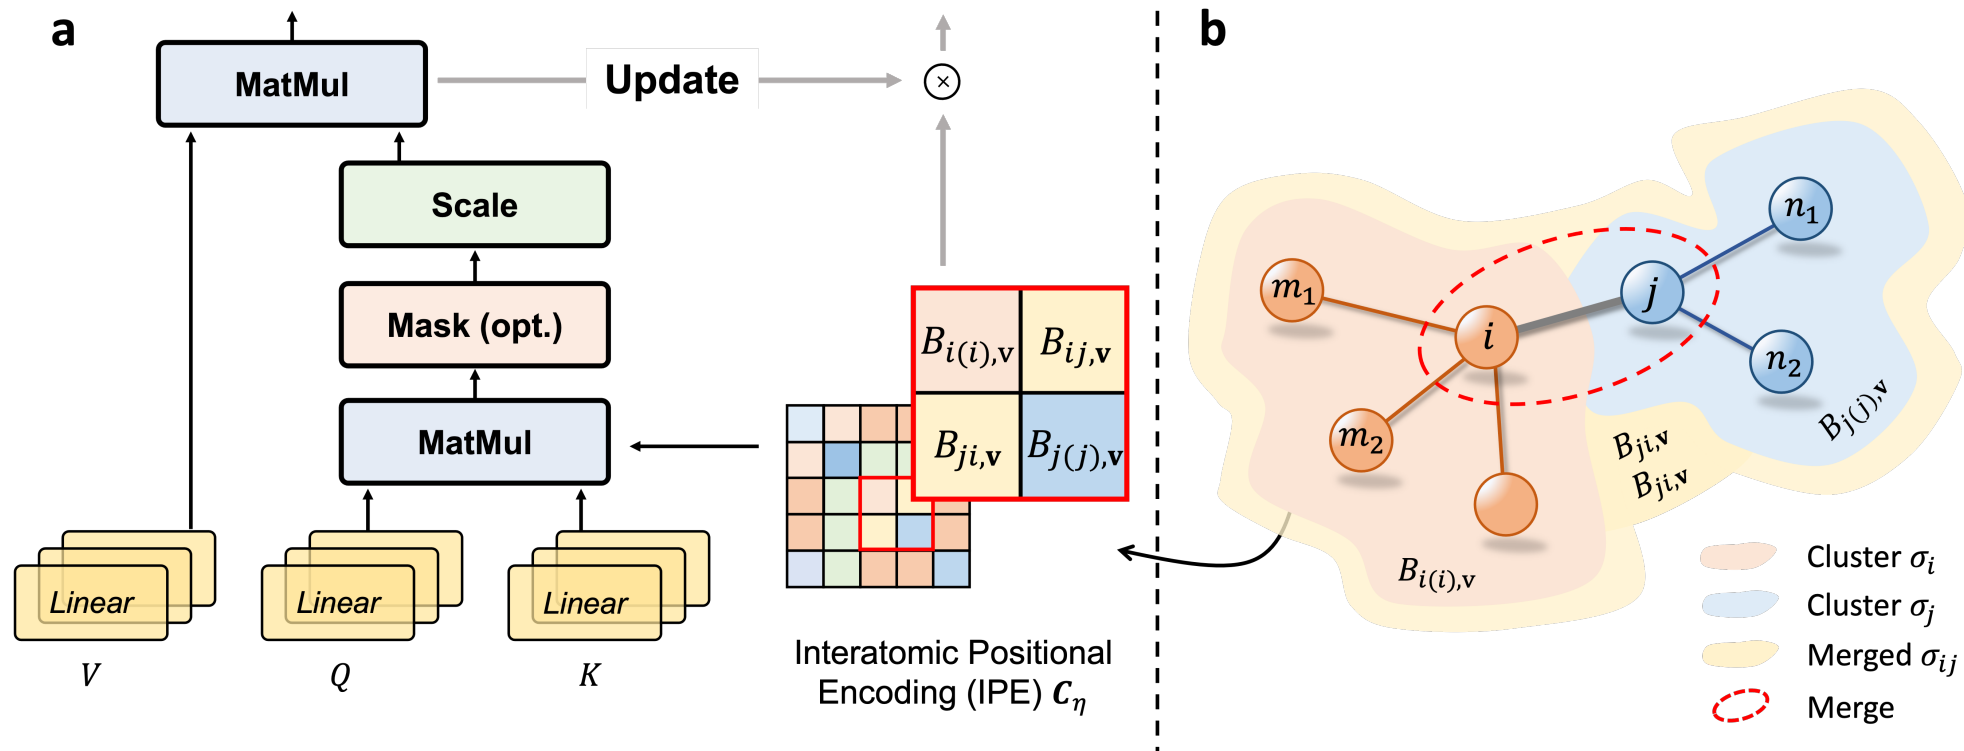 a
MatMul
Update
×
Scale
Mask (opt.)
MatMul
Linear
Linear
Linear
V
Q
K
B_{i(i),v}
B_{ij,v}
B_{ji,v}
B_{j(j),v}
Interatomic Positional
Encoding (IPE) C_η
b
m_1
i
j
n_1
m_2
n_2
B_{j(j),v}
B_{ji,v}
B_{ji,v}
B_{i(i),v}
Cluster σ_i
Cluster σ_j
Merged σ_{ij}
Merge